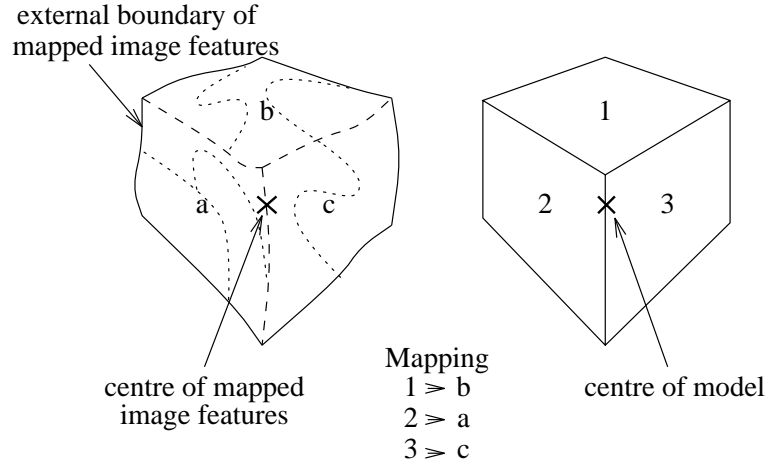 external boundary of
mapped image features
b
a
c
1
2
3
centre of mapped
image features
Mapping
1 > b
2 > a
3 > c
centre of model